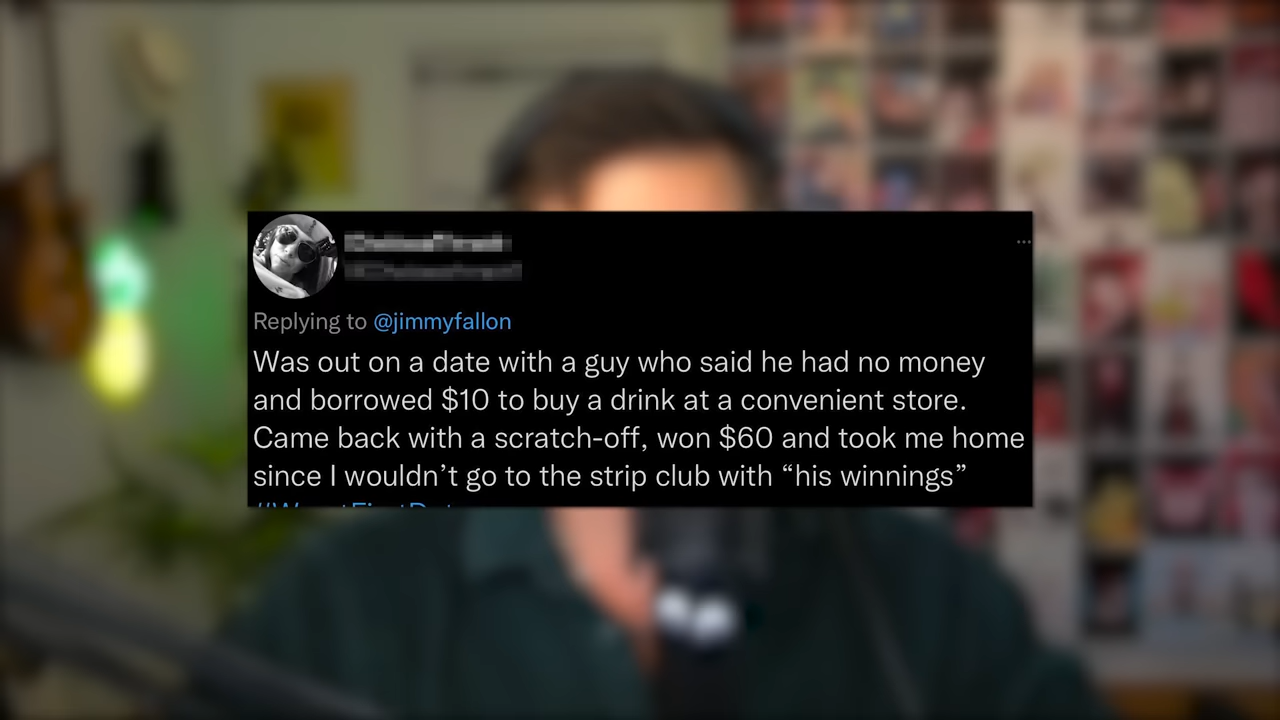 Replying to @jimmyfallon
Was out on a date with a guy who said he had no money
and borrowed $10 to buy a drink at a convenient store.
Came back with a scratch-off, won $60 and took me home
since I wouldn’t go to the strip club with “his winnings”